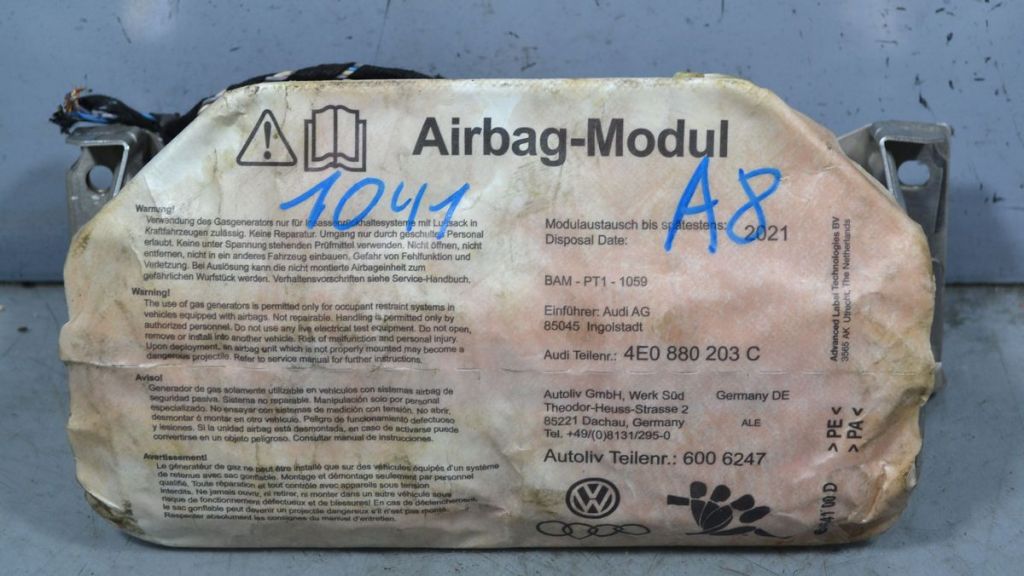 Airbag-Modul
1041
A8
Warnung!
Verwendung des Gasgenerators nur für Insassenrückhaltesysteme mit Luftsack in
Kraftfahrzeugen zulässig. Keine Reparatur. Umgang nur durch geschultes Personal
erlaubt. Keine unter Spannung stehenden Prüfmittel verwenden. Nicht öffnen, nicht
entfernen, nicht in ein anderes Fahrzeug einbauen. Gefahr von Fehlfunktion und
Verletzung. Bei Auslösung kann die nicht montierte Airbageinheit zum
gefährlichen Wurfstück werden. Verhaltensvorschriften siehe Service-Handbuch.
Warning!
The use of gas generators is permitted only for occupant restraint systems in
vehicles equipped with airbags. Not repairable. Handling is permitted only by
authorized personnel. Do not use any live electrical test equipment. Do not open,
remove or install into another vehicle. Risk of malfunction and personal injury.
Upon deployment, an airbag unit which is not properly mounted may become a
dangerous projectile. Refer to service manual for further instructions.
Aviso!
Generador de gas solamente utilizable en vehículos con sistemas airbag de
seguridad pasiva. Sistema no repairable. Manipulación solo por personal
especializado. No ensayar con sistemas de medición con tensión. No abrir,
desmontar ó montar en otro vehículo. Peligro de funcionamiento defectuoso
y lesiones. Si la unidad airbag está desmontada, en caso de activarse puede
convertirse en un objeto peligroso. Consultar manual de instrucciones.
Avertissement!
Le générateur de gaz ne peut être installé que sur des véhicules équipés d'un système
de retenue avec sac gonflable. Montage et démontage seulement par personnel
qualifié. Toute réparation et tout contrôle avec appareils sous tension
interdits. Ne jamais ouvrir, ni retirer, ni monter dans un autre véhicule sous
risque de fonctionnement défectueux et de blessures! En cas de déclenchement,
le sac gonflable peut devenir un projectile dangereux s'il n'est pas monté.
Respecter absolument les consignes du manuel d'entretien.
Modulaustausch bis spätestens: 2021
Disposal Date:
BAM - PT1 - 1059
Einführer: Audi AG
85045 Ingolstadt
Audi Teilenr.: 4E0 880 203 C
Autoliv GmbH, Werk Süd Germany DE
Theodor-Heuss-Strasse 2
85221 Dachau, Germany ALE
Tel. +49/(0)8131/295-0
Autoliv Teilenr.: 600 6247
Advanced Label Technologies BV
3565 AK Utrecht, The Netherlands
> PE <
> PA <
41 00 D